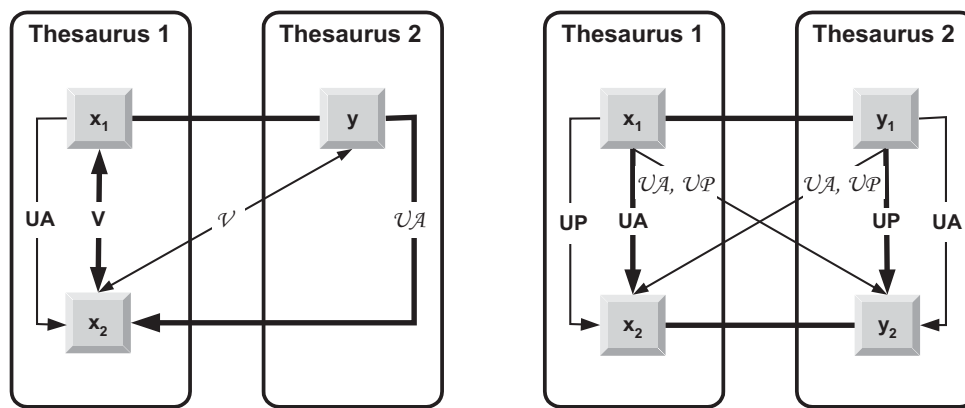 Thesaurus 1
Thesaurus 2
x₁
y
UA
V
𝒱
𝒰𝒜
x₂
Thesaurus 1
Thesaurus 2
x₁
y₁
𝒰𝒜, 𝒰𝒫
𝒰𝒜, 𝒰𝒫
UP
UA
UP
UA
x₂
y₂